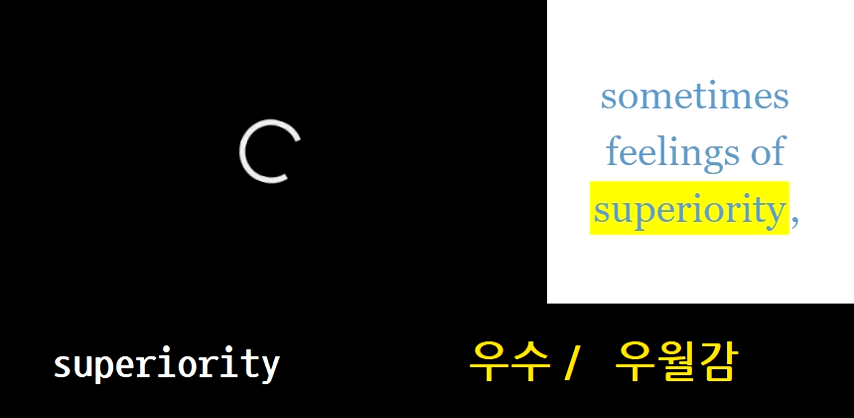 sometimes
feelings of
superiority,
superiority
우수 / 우월감